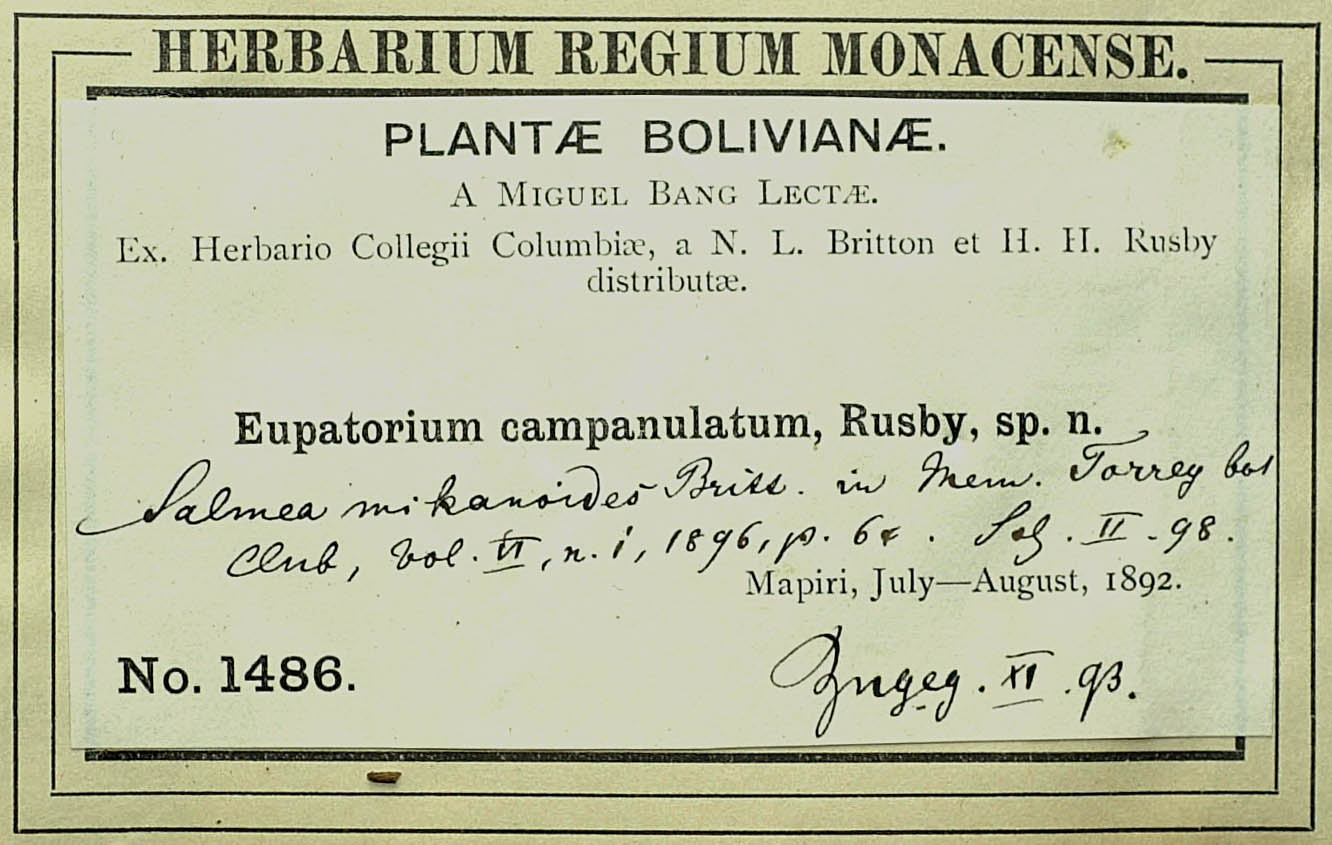 HERBARIUM REGIUM MONACENSE.
PLANTÆ BOLIVIANÆ.
A MIGUEL BANG LECTÆ.
Ex. Herbario Collegii Columbiæ, a N. L. Britton et H. H. Rusby
distributæ.
Eupatorium campanulatum, Rusby, sp. n.
Salmea mikanoides Britt. in Mem. Torrey bot
Club, Vol. VI, n. 1, 1896, p. II. 98.
Mapiri, July—August, 1892.
No. 1486.
XI. 93.